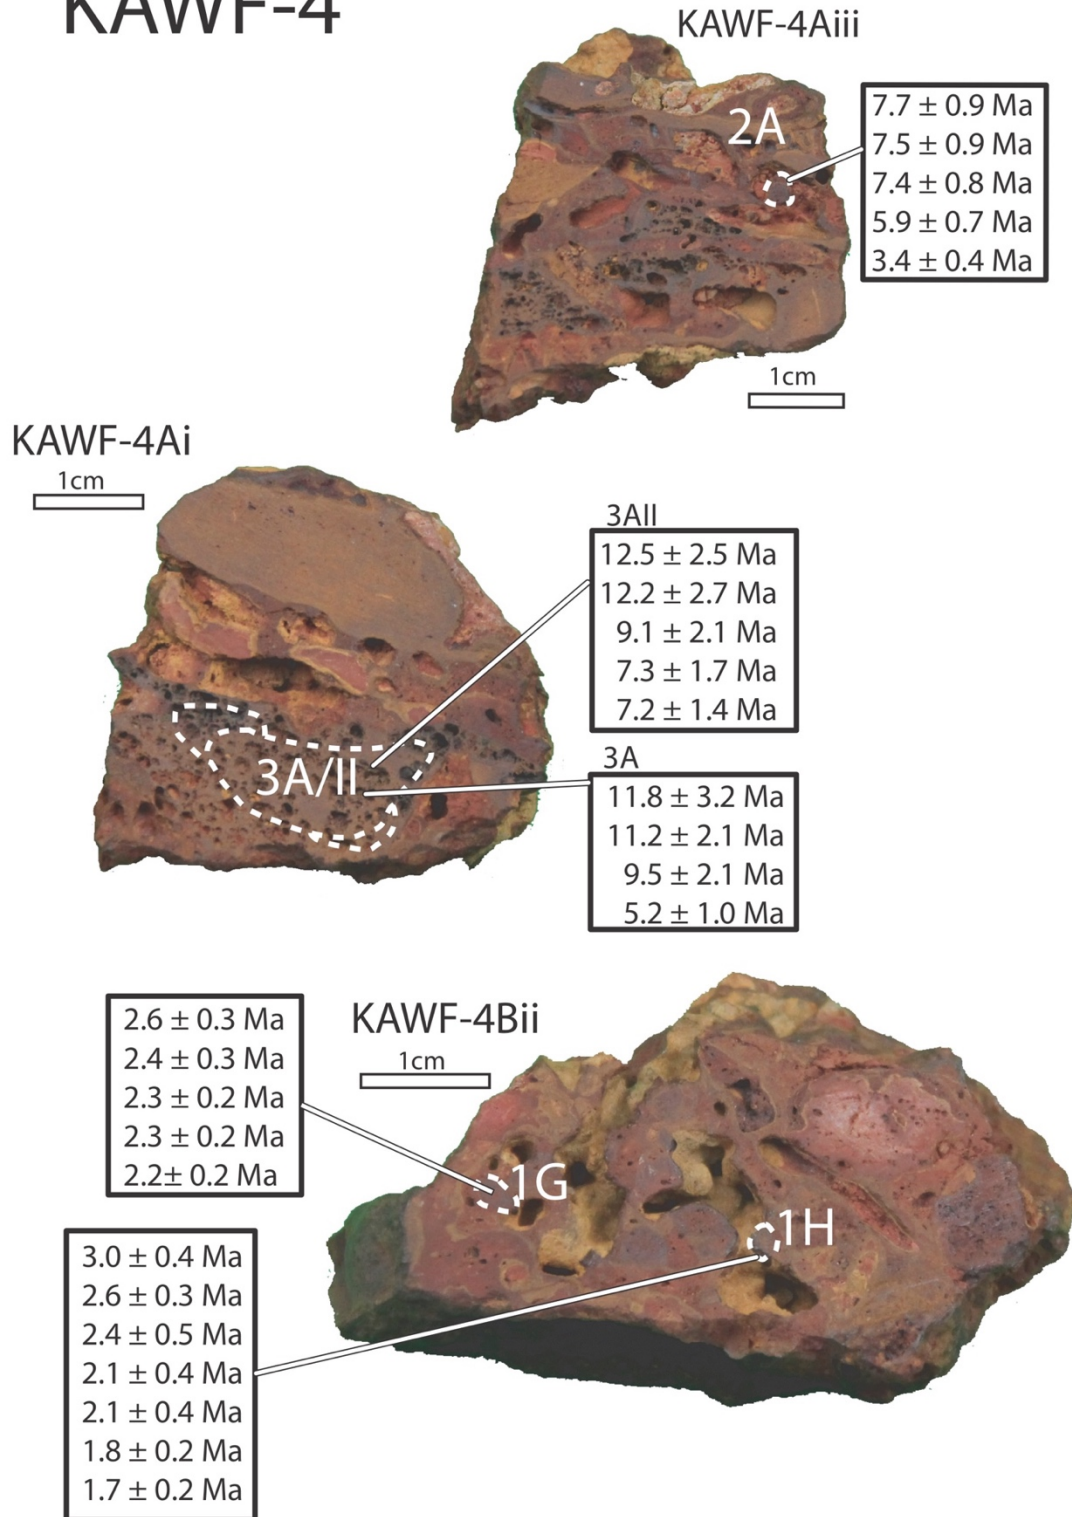 KAWF-4
KAWF-4Aiii
2A
7.7 ± 0.9 Ma
7.5 ± 0.9 Ma
7.4 ± 0.8 Ma
5.9 ± 0.7 Ma
3.4 ± 0.4 Ma
1cm
KAWF-4Ai
1cm
3A/II
3AII
12.5 ± 2.5 Ma
12.2 ± 2.7 Ma
9.1 ± 2.1 Ma
7.3 ± 1.7 Ma
7.2 ± 1.4 Ma
3A
11.8 ± 3.2 Ma
11.2 ± 2.1 Ma
9.5 ± 2.1 Ma
5.2 ± 1.0 Ma
KAWF-4Bii
1cm
2.6 ± 0.3 Ma
2.4 ± 0.3 Ma
2.3 ± 0.2 Ma
2.3 ± 0.2 Ma
2.2± 0.2 Ma
1G
1H
3.0 ± 0.4 Ma
2.6 ± 0.3 Ma
2.4 ± 0.5 Ma
2.1 ± 0.4 Ma
2.1 ± 0.4 Ma
1.8 ± 0.2 Ma
1.7 ± 0.2 Ma